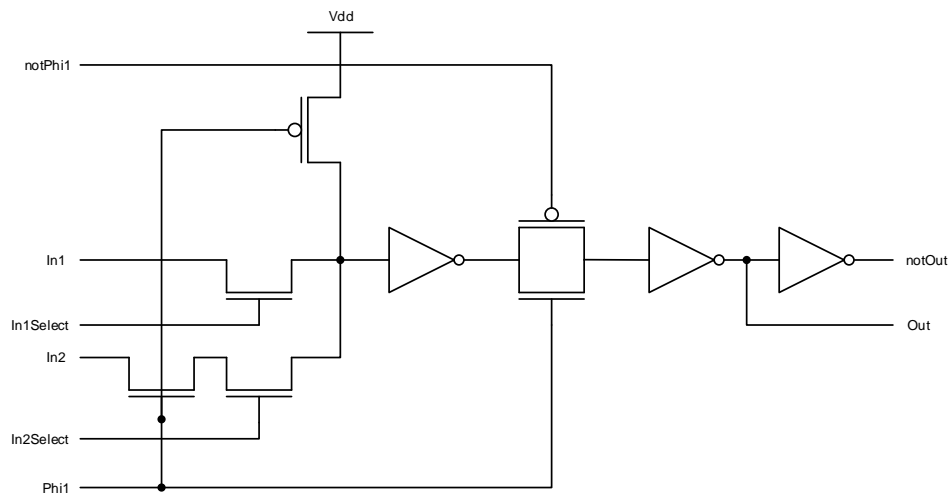 Vdd
notPhi1
In1
notOut
In1Select
Out
In2
In2Select
Phi1